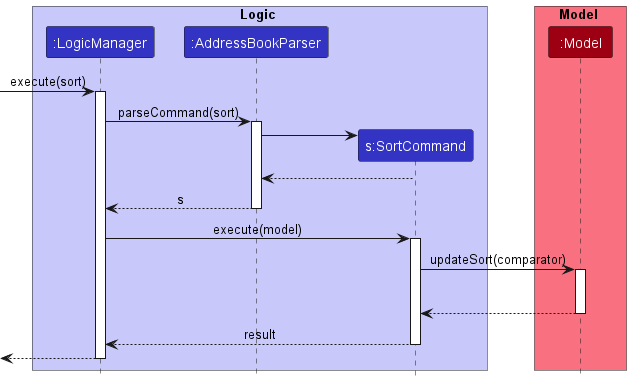 Logic
Model
:LogicManager
:AddressBookParser
:Model
execute(sort)
parseCommand(sort)
s:SortCommand
s
execute(model)
updateSort(comparator)
result